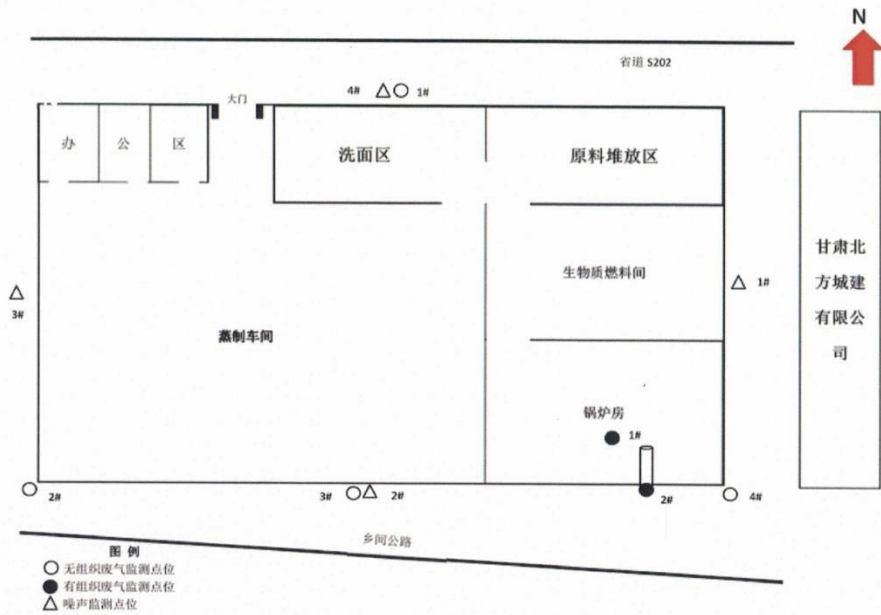 N
省道 S202
4# 1#
大门
办 公 区
洗面区
原料堆放区
甘肃北
方城建
有限公
司
生物质燃料间
1#
3#
蒸制车间
锅炉房
1#
2#
3# 2#
2#
4#
乡间公路
图 例
无组织废气监测点位
有组织废气监测点位
噪声监测点位